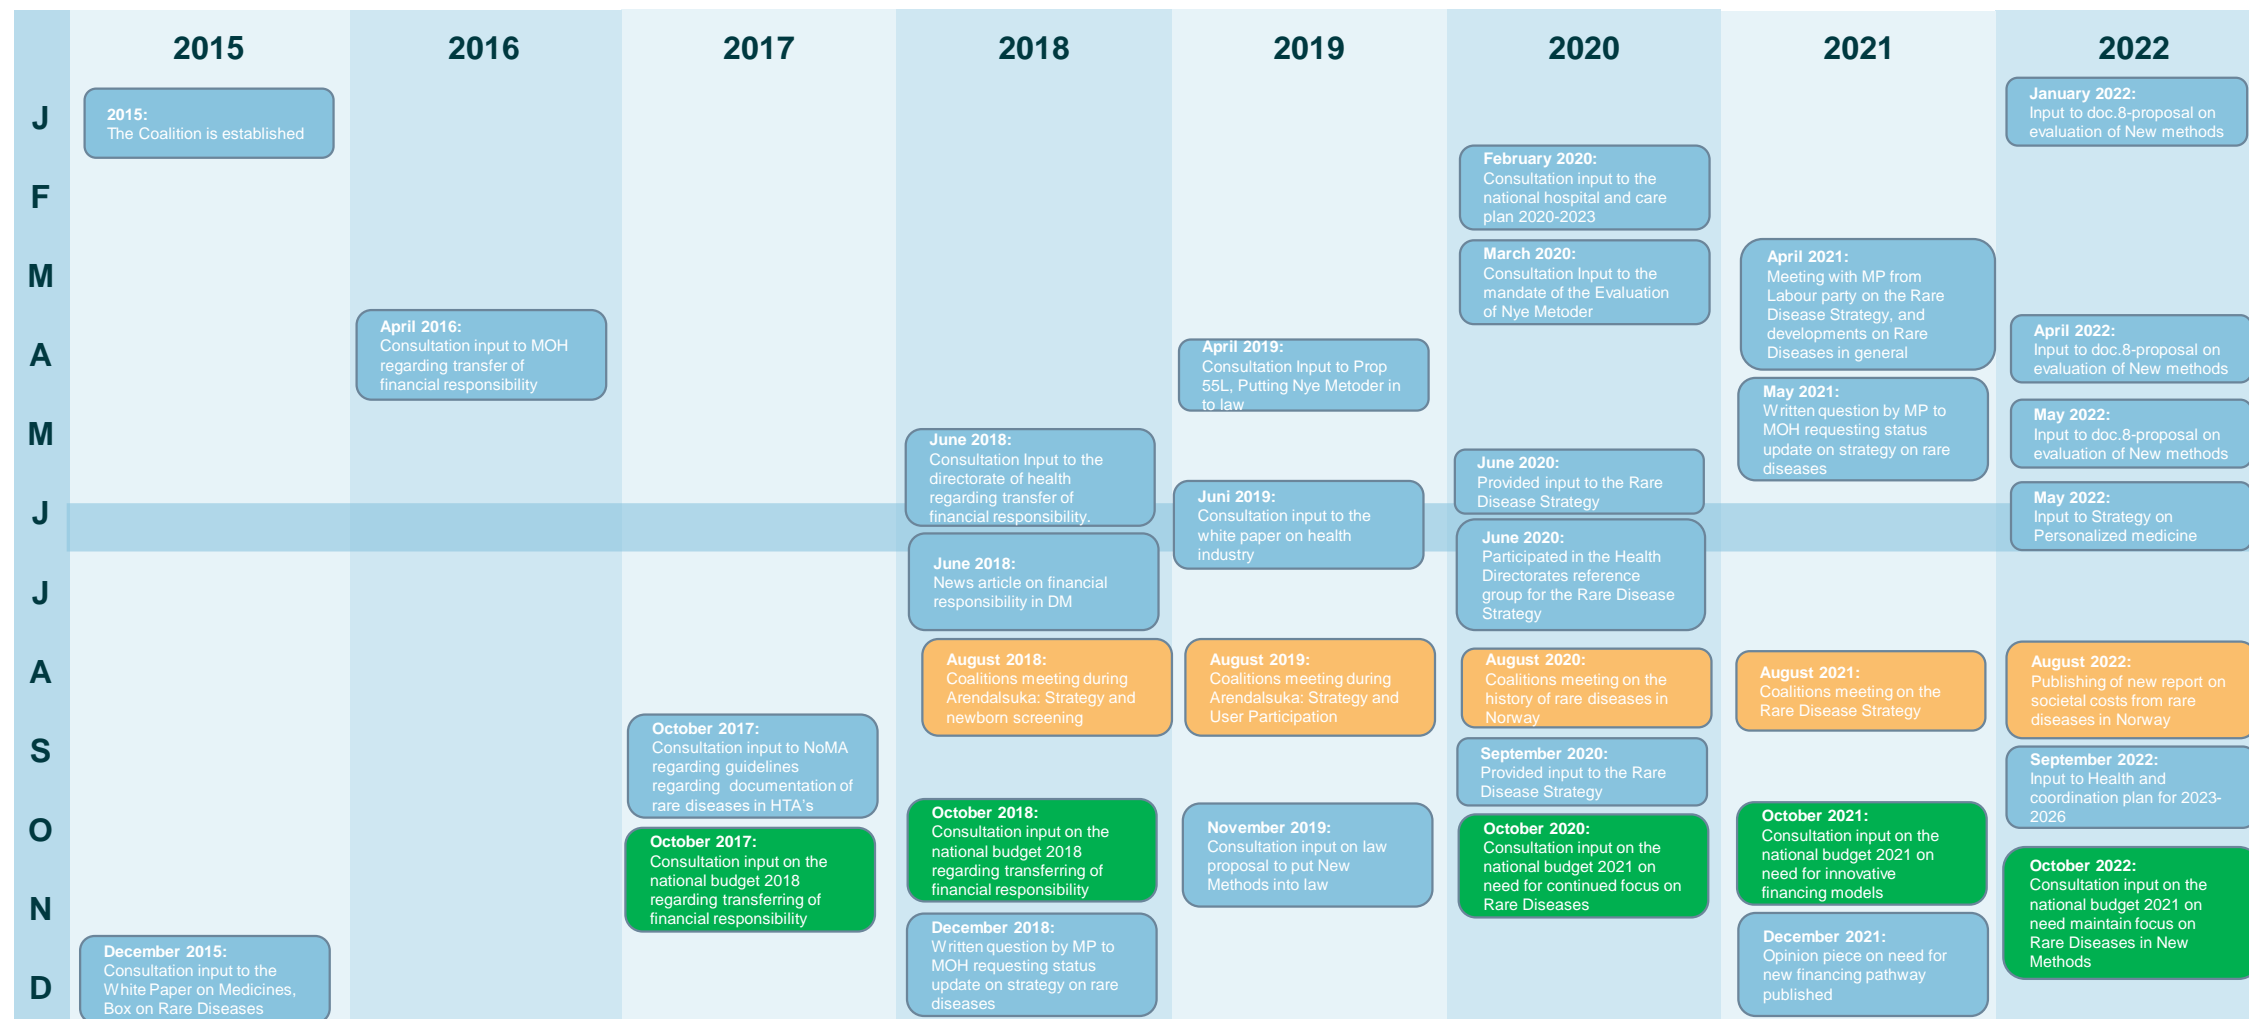 2015
2016
2017
2018
2019
2020
2021
2022
J
F
M
A
M
J
J
A
S
O
N
D
2015:
The Coalition is established
December 2015:
Consultation input to the
White Paper on Medicines,
Box on Rare Diseases
April 2016:
Consultation input to MOH
regarding transfer of
financial responsibility
October 2017:
Consultation input to NoMA
regarding guidelines
regarding documentation of
rare diseases in HTA's
October 2017:
Consultation input on the
national budget 2018
regarding transferring of
financial responsibility
June 2018:
Consultation Input to the
directorate of health
regarding transfer of
financial responsibility.
June 2018:
News article on financial
responsibility in DM
August 2018:
Coalitions meeting during
Arendalsuka: Strategy and
newborn screening
October 2018:
Consultation input on the
national budget 2018
regarding transferring of
financial responsibility
December 2018:
Written question by MP to
MOH requesting status
update on strategy on rare
diseases
April 2019:
Consultation Input to Prop
55L, Putting Nye Metoder in
to law
Juni 2019:
Consultation input to the
white paper on health
industry
August 2019:
Coalitions meeting during
Arendalsuka: Strategy and
User Participation
November 2019:
Consultation input on law
proposal to put New
Methods into law
February 2020:
Consultation input to the
national hospital and care
plan 2020-2023
March 2020:
Consultation Input to the
mandate of the Evaluation
of Nye Metoder
June 2020:
Provided input to the Rare
Disease Strategy
June 2020:
Participated in the Health
Directorates reference
group for the Rare Disease
Strategy
August 2020:
Coalitions meeting on the
history of rare diseases in
Norway
September 2020:
Provided input to the Rare
Disease Strategy
October 2020:
Consultation input on the
national budget 2021 on
need for continued focus on
Rare Diseases
April 2021:
Meeting with MP from
Labour party on the Rare
Disease Strategy, and
developments on Rare
Diseases in general
May 2021:
Written question by MP to
MOH requesting status
update on strategy on rare
diseases
August 2021:
Coalitions meeting on the
Rare Disease Strategy
October 2021:
Consultation input on the
national budget 2021 on
need for innovative
financing models
December 2021:
Opinion piece on need for
new financing pathway
published
January 2022:
Input to doc.8-proposal on
evaluation of New methods
April 2022:
Input to doc.8-proposal on
evaluation of New methods
May 2022:
Input to doc.8-proposal on
evaluation of New methods
May 2022:
Input to Strategy on
Personalized medicine
August 2022:
Publishing of new report on
societal costs from rare
diseases in Norway
September 2022:
Input to Health and
coordination plan for 2023-
2026
October 2022:
Consultation input on the
national budget 2021 on
need maintain focus on
Rare Diseases in New
Methods